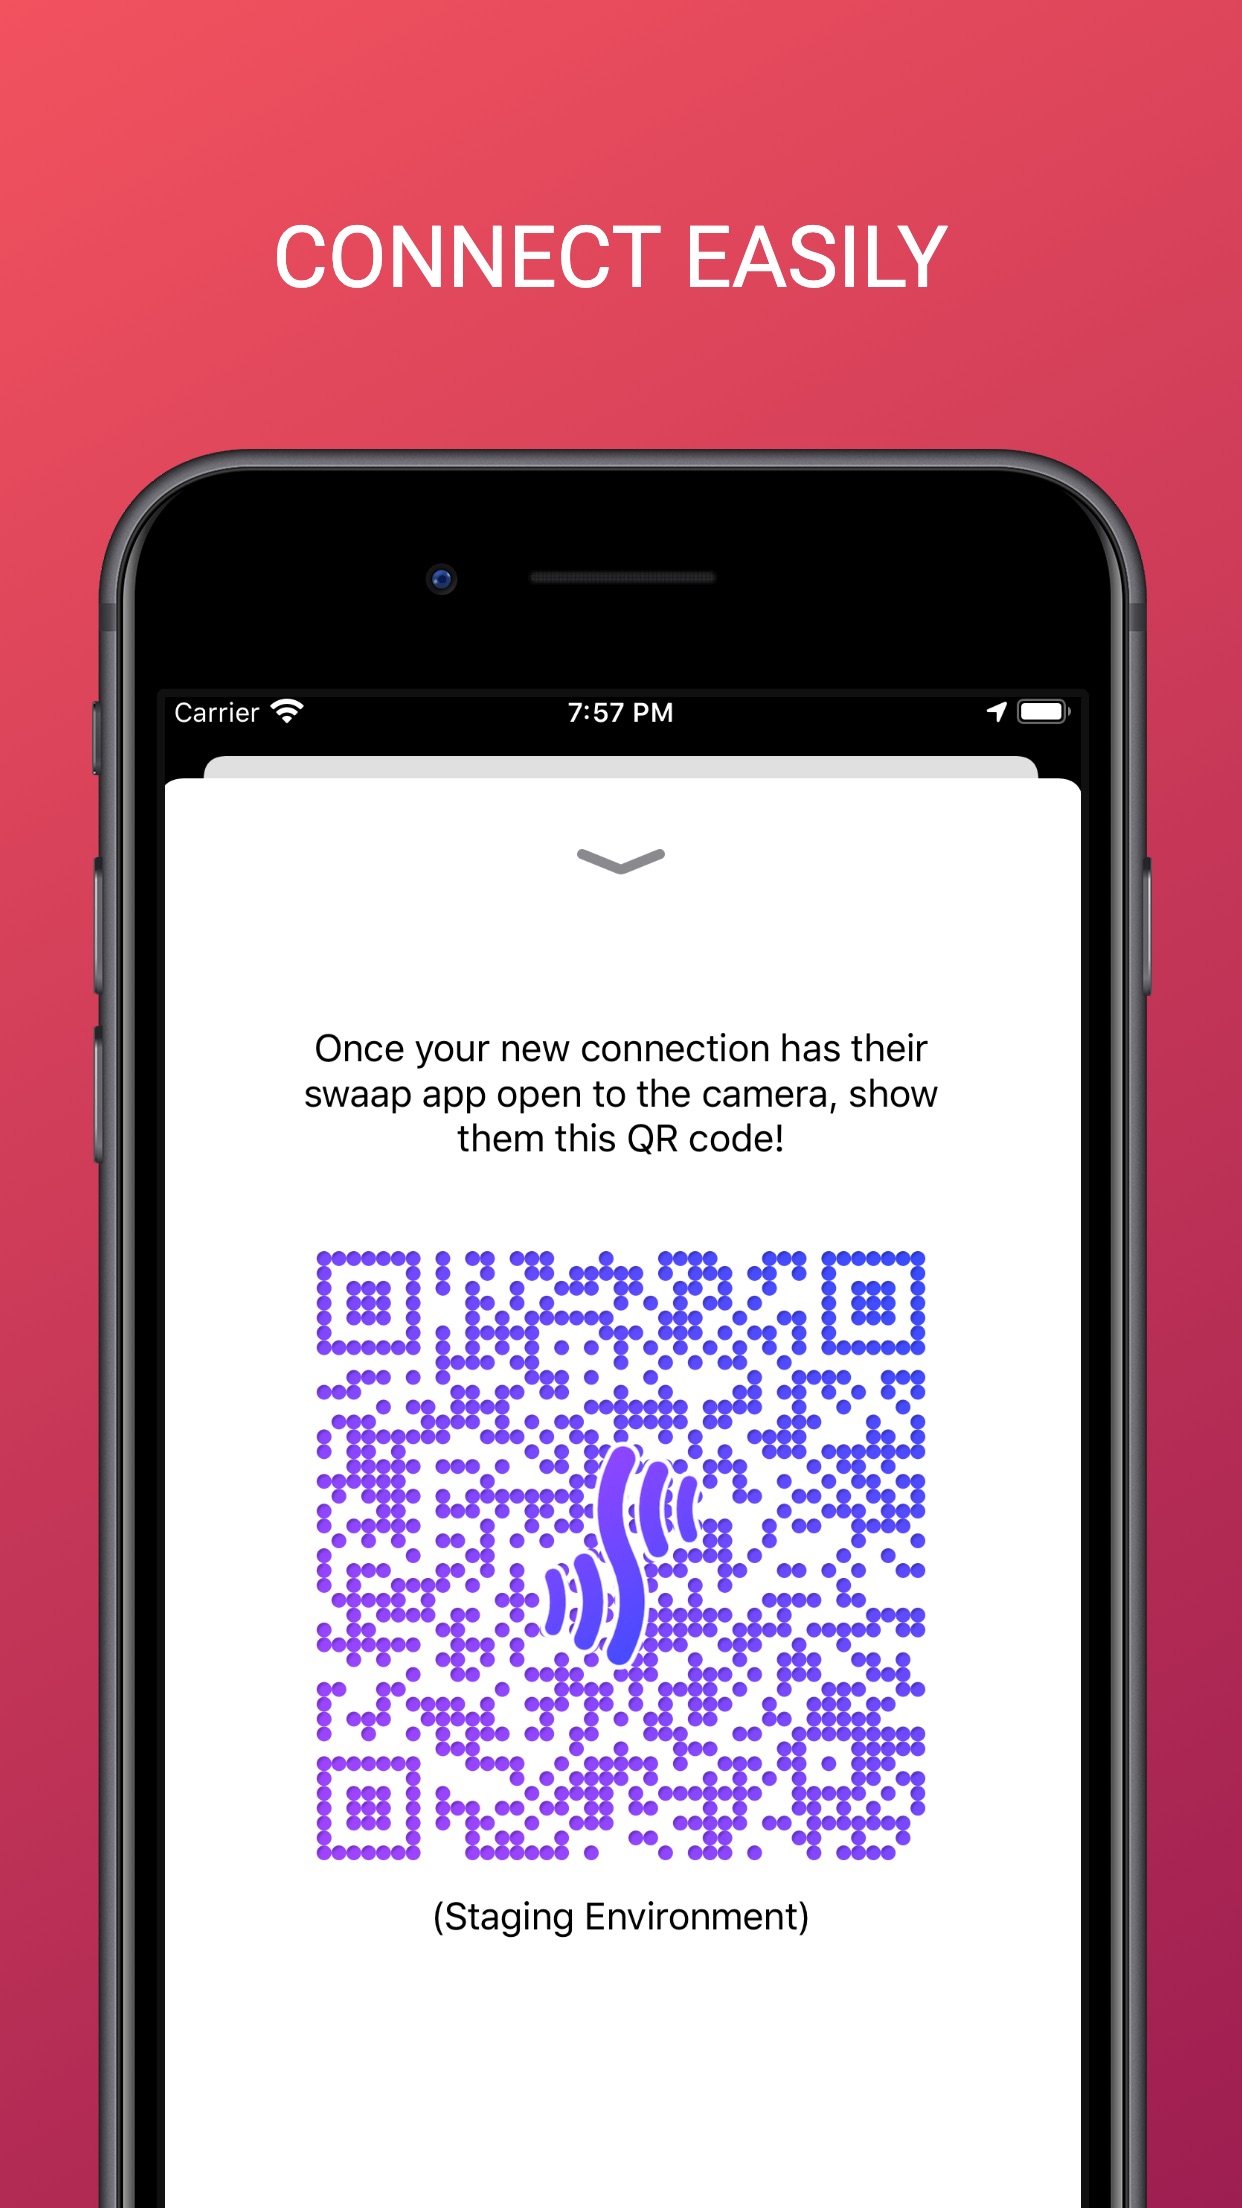 CONNECT EASILY
Carrier 7:57 PM
Once your new connection has their
swaap app open to the camera, show
them this QR code!
(Staging Environment)